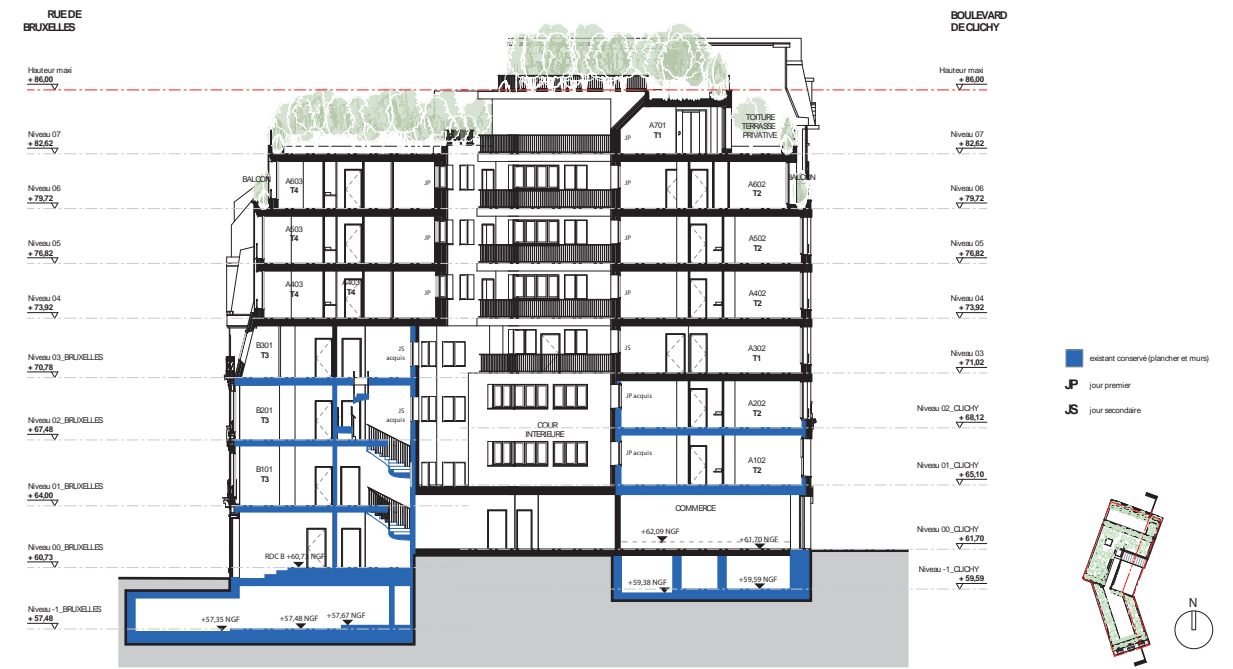 RUE DE
BRUXELLES
BOULEVARD
DE CLICHY
Hauteur maxi
+ 86,00
Niveau 07
+ 82,62
Niveau 06
+ 79,72
Niveau 05
+ 76,82
Niveau 04
+ 73,92
Niveau 03_BRUXELLES
+ 70,78
Niveau 02_BRUXELLES
+ 67,48
Niveau 01_BRUXELLES
+ 64,00
Niveau 00_BRUXELLES
+ 60,73
Niveau -1_BRUXELLES
+ 57,48
BALCON
A603
T4
JP
A503
T4
JP
A403
T4
A403
T4
JP
B301
T3
JS
acquis
B201
T3
JS
acquis
B101
T3
RDC B +60,73 NGF
+57,35 NGF
+57,48 NGF
+57,67 NGF
COUR
INTERIEURE
JP
A701
T1
TOITURE
TERRASSE
PRIVATIVE
JP
A602
T2
BALCON
JP
A502
T2
JP
A402
T2
JS
A302
T1
JP acquis
A202
T2
JP acquis
A102
T2
COMMERCE
+62,09 NGF
+61,70 NGF
+59,38 NGF
+59,59 NGF
Hauteur maxi
+ 86,00
Niveau 07
+ 82,62
Niveau 06
+ 79,72
Niveau 05
+ 76,82
Niveau 04
+ 73,92
Niveau 03
+ 71,02
Niveau 02_CLICHY
+ 68,12
Niveau 01_CLICHY
+ 65,10
Niveau 00_CLICHY
+ 61,70
Niveau -1_CLICHY
+ 59,59
existant conservé (plancher et murs)
JP jour premier
JS jour secondaire
N